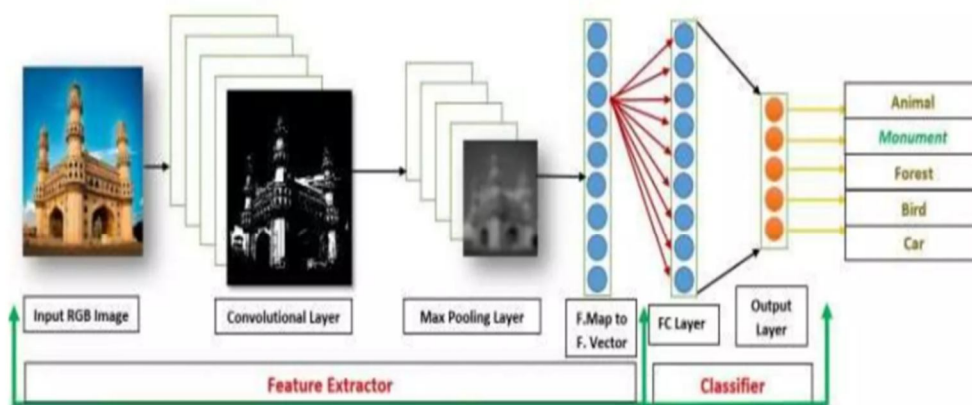 Animal
Monument
Forest
Bird
Car
Input RGB Image
Convolutional Layer
Max Pooling Layer
F.Map to
F. Vector
FC Layer
Output
Layer
Feature Extractor
Classifier